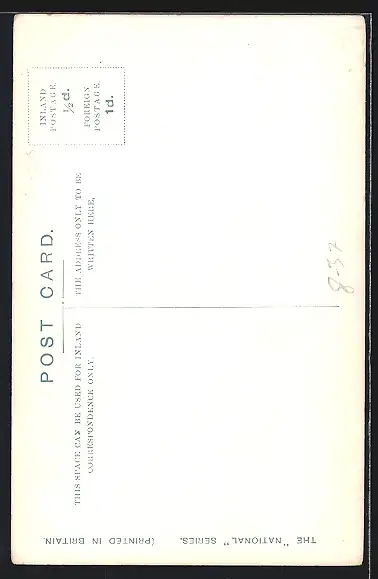 POST CARD.
THIS SPACE CAN BE USED FOR INLAND
CORRESPONDENCE ONLY.
THE ADDRESS ONLY TO BE
WRITTEN HERE.
INLAND
POSTAGE
½d.
FOREIGN
POSTAGE
1d.
8-37
THE "NATIONAL" SERIES.
(PRINTED IN BRITAIN.